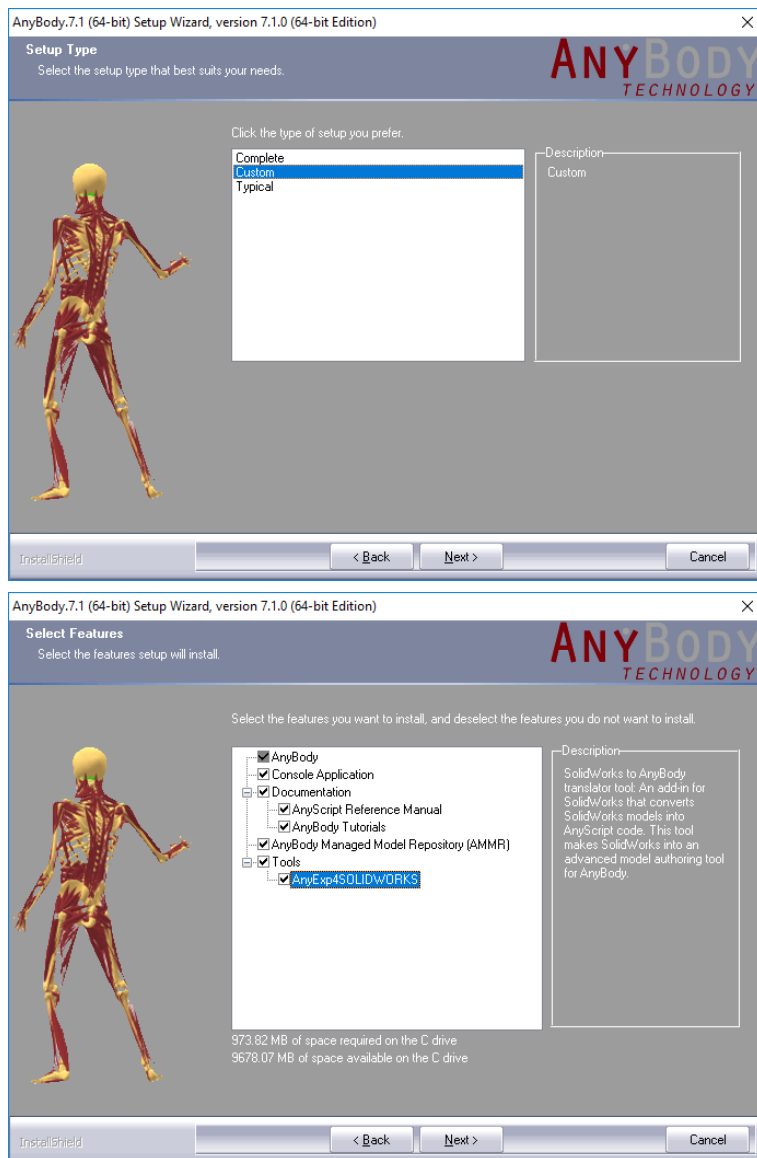 AnyBody.7.1 (64-bit) Setup Wizard, version 7.1.0 (64-bit Edition)
Setup Type
Select the setup type that best suits your needs.
ANYBODY
TECHNOLOGY
Click the type of setup you prefer.
Complete
Custom
Typical
Description
Custom
InstallShield
< Back
Next >
Cancel
AnyBody.7.1 (64-bit) Setup Wizard, version 7.1.0 (64-bit Edition)
Select Features
Select the features setup will install.
ANYBODY
TECHNOLOGY
Select the features you want to install, and deselect the features you do not want to install.
AnyBody
Console Application
Documentation
AnyScript Reference Manual
AnyBody Tutorials
AnyBody Managed Model Repository (AMMR)
Tools
AnyExp4SOLIDWORKS
Description
SolidWorks to AnyBody
translator tool: An add-in for
SolidWorks that converts
SolidWorks models into
AnyScript code. This tool
makes SolidWorks into an
advanced model authoring tool
for AnyBody.
973.82 MB of space required on the C drive
9678.07 MB of space available on the C drive
InstallShield
< Back
Next >
Cancel